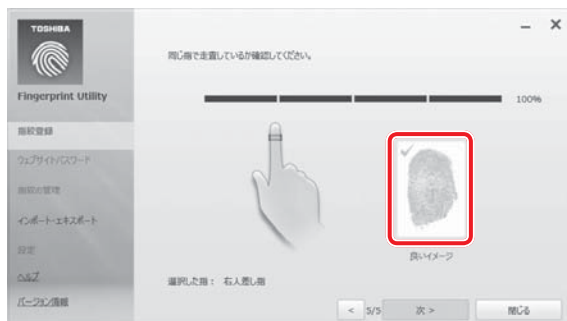 TOSHIBA
Fingerprint Utility
指紋登録
ウェブサイトパスワード
指紋の管理
インポート・エクスポート
設定
ヘルプ
バージョン情報
同じ指で走査しているか確認してください。
100%
良いイメージ
選択した指： 右人差し指
< 5/5 次 > 閉じる